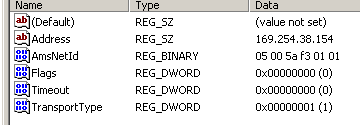 Name Type Data
(Default) REG_SZ (value not set)
Address REG_SZ 169.254.38.154
AmsNetId REG_BINARY 05 00 5a f3 01 01
Flags REG_DWORD 0x00000000 (0)
Timeout REG_DWORD 0x00000000 (0)
TransportType REG_DWORD 0x00000001 (1)